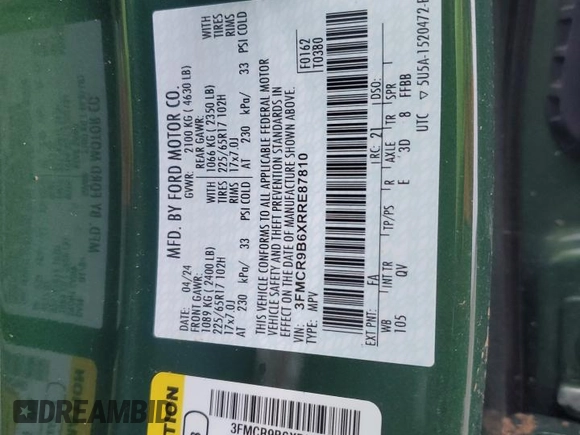 MFD. BY FORD MOTOR CO.
DATE: 04/24 GVWR: 2100 KG ( 4630 LB)
FRONT GAWR: REAR GAWR:
1089 KG (2400 LB) 1066 KG (2350 LB) WITH
225/65R17 102H 225/65R17 102H TIRES
17x7.0J 17x7.0J RIMS
AT 230 kPa/ 33 PSI COLD AT 230 kPa/ 33 PSI COLD
WITH
TIRES
RIMS
THIS VEHICLE CONFORMS TO ALL APPLICABLE FEDERAL MOTOR
VEHICLE SAFETY AND THEFT PREVENTION STANDARDS IN
EFFECT ON THE DATE OF MANUFACTURE SHOWN ABOVE.
VIN: 3FMCR9B6XRRE87810
TYPE: MPV
F0162
T0380
EXT PNT: FA RC: 21 DSO:
WB INT TR TP/PS R AXLE TR SPR
105 QV E 3D 8 FFBB
UTC ▽ 5U5A-1520472-
3FMCR9B6X
DREAMBID